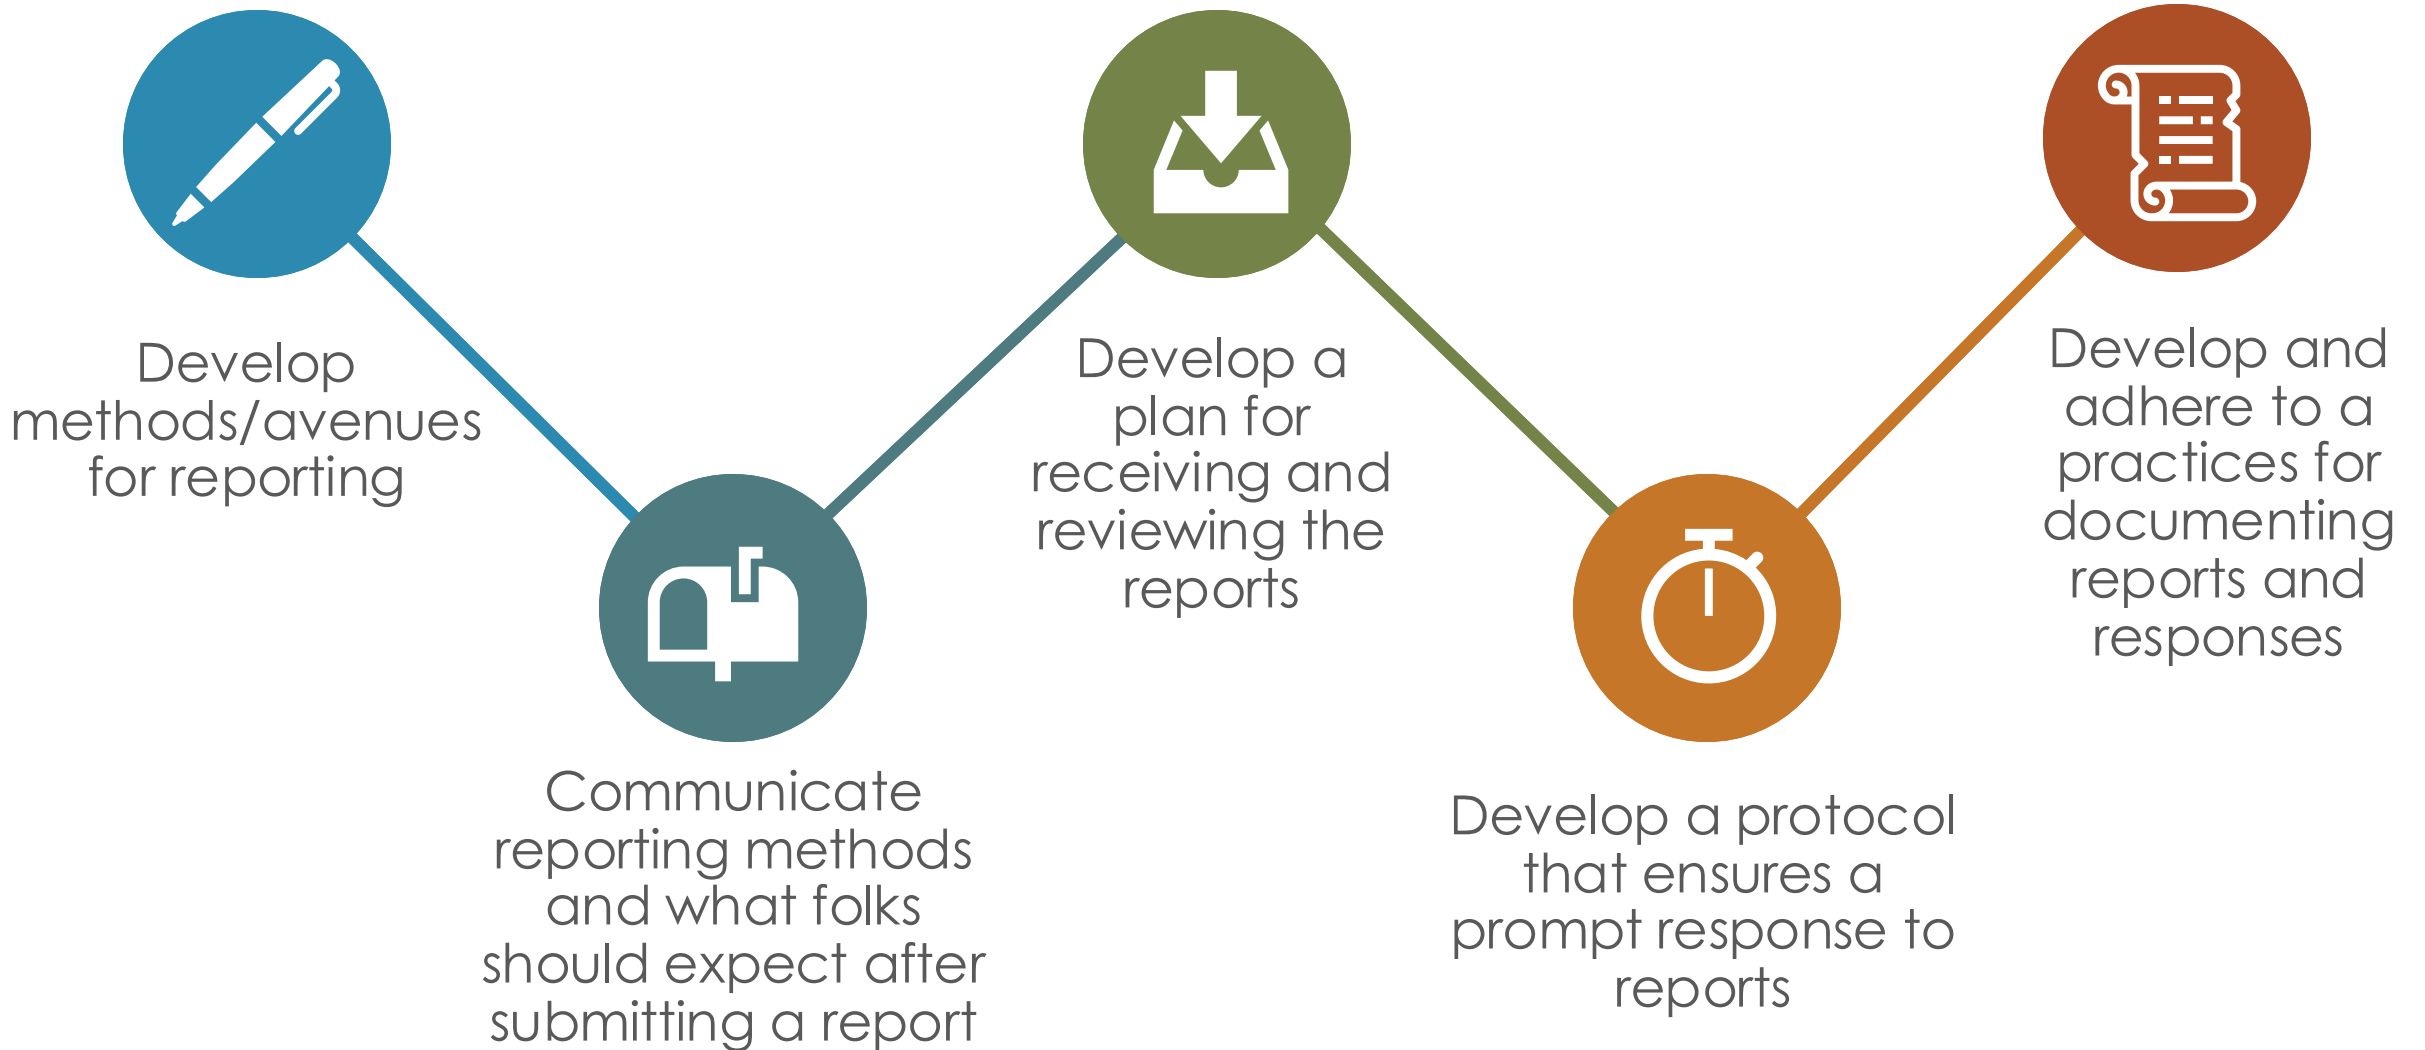 Develop
methods/avenues
for reporting
Communicate
reporting methods
and what folks
should expect after
submitting a report
Develop a
plan for
receiving and
reviewing the
reports
Develop a protocol
that ensures a
prompt response to
reports
Develop and
adhere to a
practices for
documenting
reports and
responses